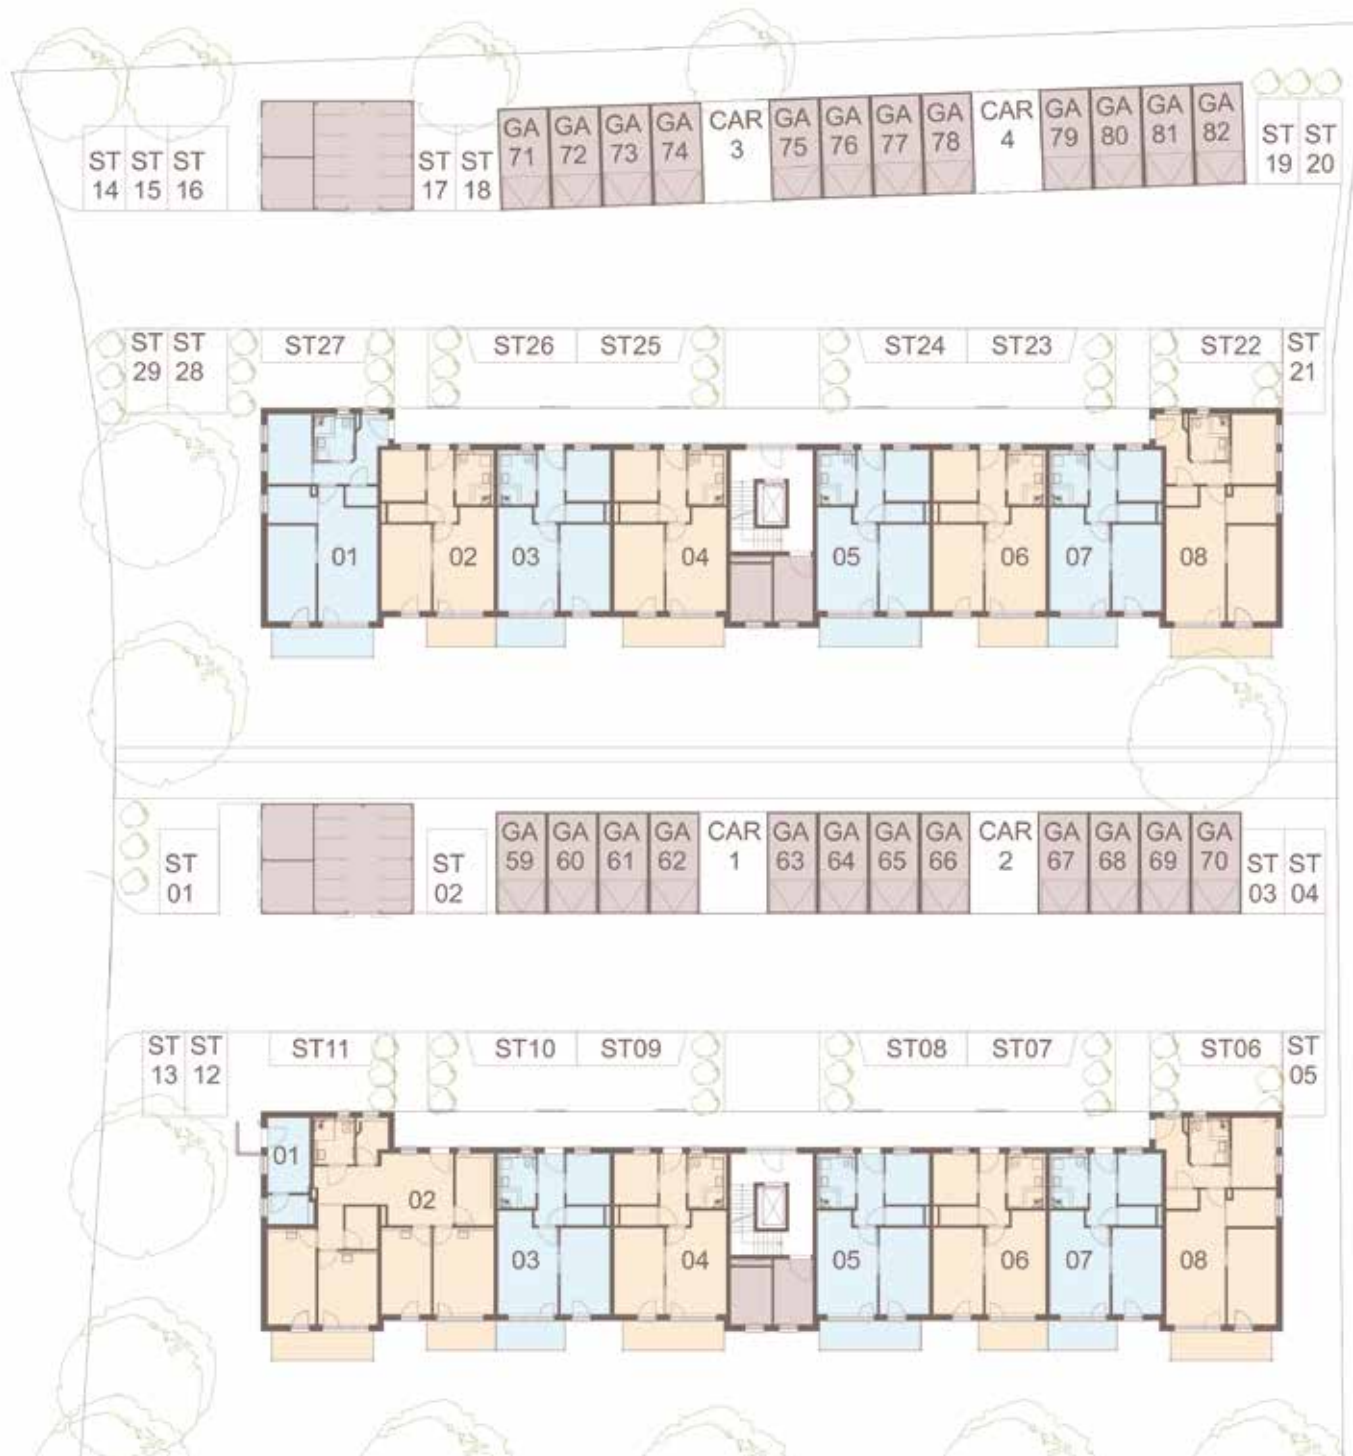 GA 71
GA 72
GA 73
GA 74
CAR 3
GA 75
GA 76
GA 77
GA 78
CAR 4
GA 79
GA 80
GA 81
GA 82
ST 14
ST 15
ST 16
ST 17
ST 18
ST 19
ST 20
ST 29
ST 28
ST27
ST26
ST25
ST24
ST23
ST22
ST 21
01
02
03
04
05
06
07
08
ST 01
ST 02
GA 59
GA 60
GA 61
GA 62
CAR 1
GA 63
GA 64
GA 65
GA 66
CAR 2
GA 67
GA 68
GA 69
GA 70
ST 03
ST 04
ST 13
ST 12
ST11
ST10
ST09
ST08
ST07
ST06
ST 05
01
02
03
04
05
06
07
08